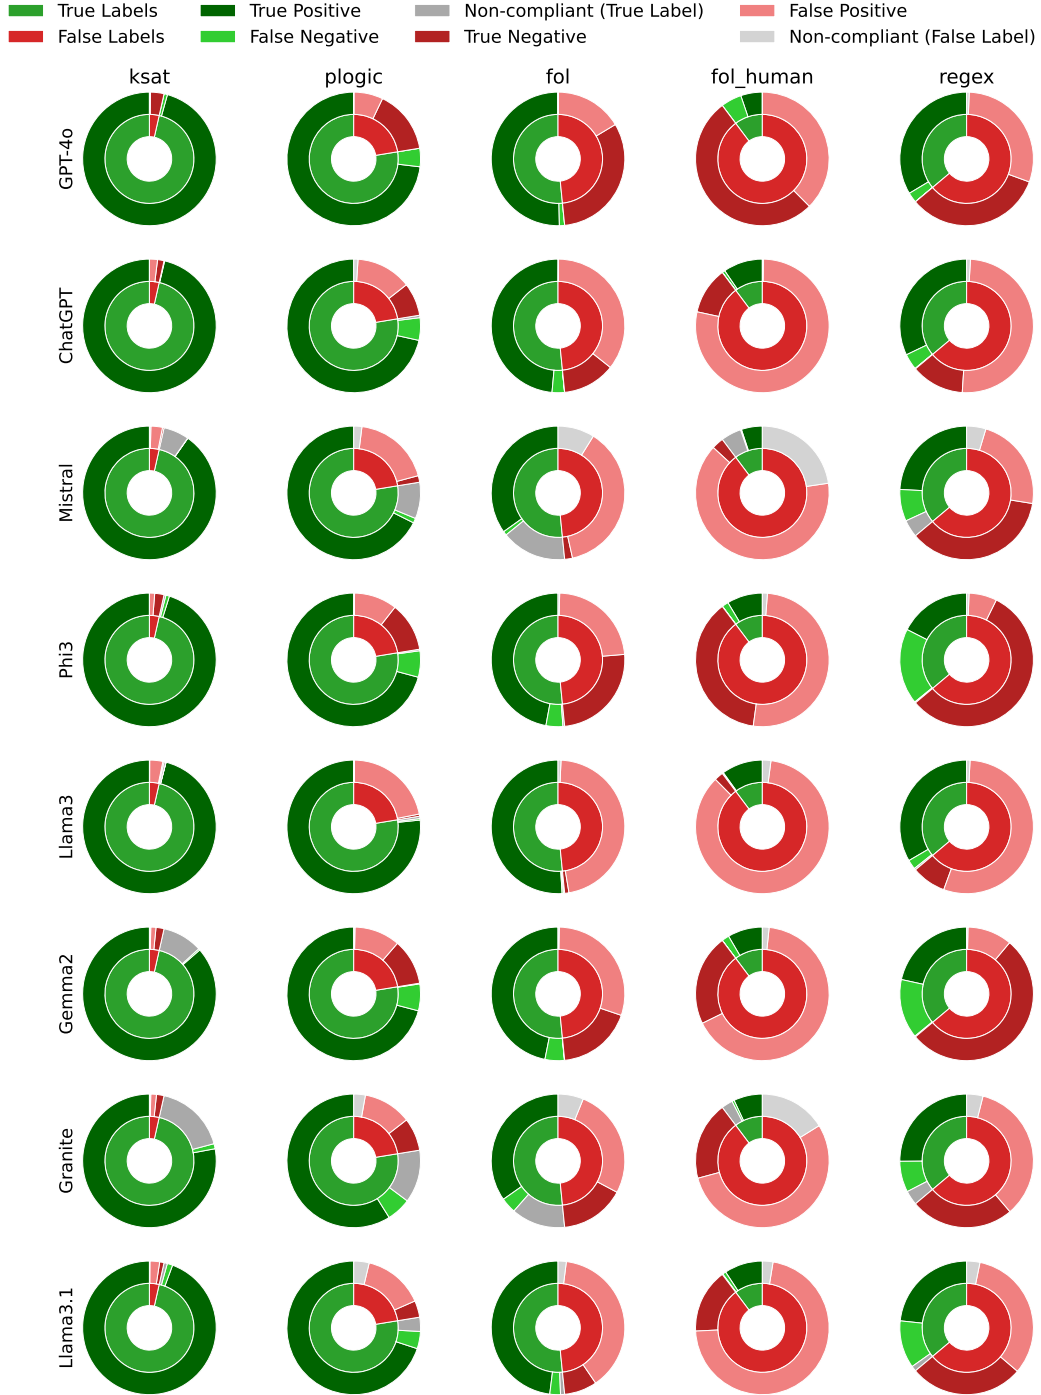 True Labels True Positive Non-compliant (True Label) False Positive
False Labels False Negative True Negative Non-compliant (False Label)
ksat plogic fol fol_human regex
GPT-4o
ChatGPT
Mistral
Phi3
Llama3
Gemma2
Granite
Llama3.1